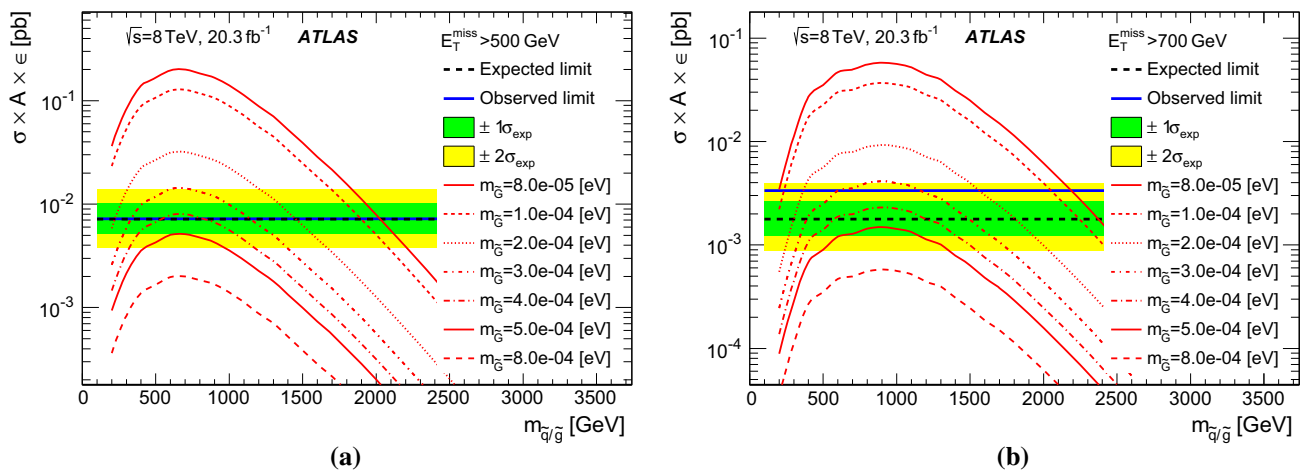 √s=8 TeV, 20.3 fb⁻¹ ATLAS
E_T^miss >500 GeV
Expected limit
Observed limit
± 1σ_exp
± 2σ_exp
m_G̃=8.0e-05 [eV]
m_G̃=1.0e-04 [eV]
m_G̃=2.0e-04 [eV]
m_G̃=3.0e-04 [eV]
m_G̃=4.0e-04 [eV]
m_G̃=5.0e-04 [eV]
m_G̃=8.0e-04 [eV]
σ × A × ϵ [pb]
10⁻¹
10⁻²
10⁻³
0 500 1000 1500 2000 2500 3000 3500
m_q̃/g̃ [GeV]
(a)
√s=8 TeV, 20.3 fb⁻¹ ATLAS
E_T^miss >700 GeV
Expected limit
Observed limit
± 1σ_exp
± 2σ_exp
m_G̃=8.0e-05 [eV]
m_G̃=1.0e-04 [eV]
m_G̃=2.0e-04 [eV]
m_G̃=3.0e-04 [eV]
m_G̃=4.0e-04 [eV]
m_G̃=5.0e-04 [eV]
m_G̃=8.0e-04 [eV]
σ × A × ϵ [pb]
10⁻¹
10⁻²
10⁻³
10⁻⁴
0 500 1000 1500 2000 2500 3000 3500
m_q̃/g̃ [GeV]
(b)